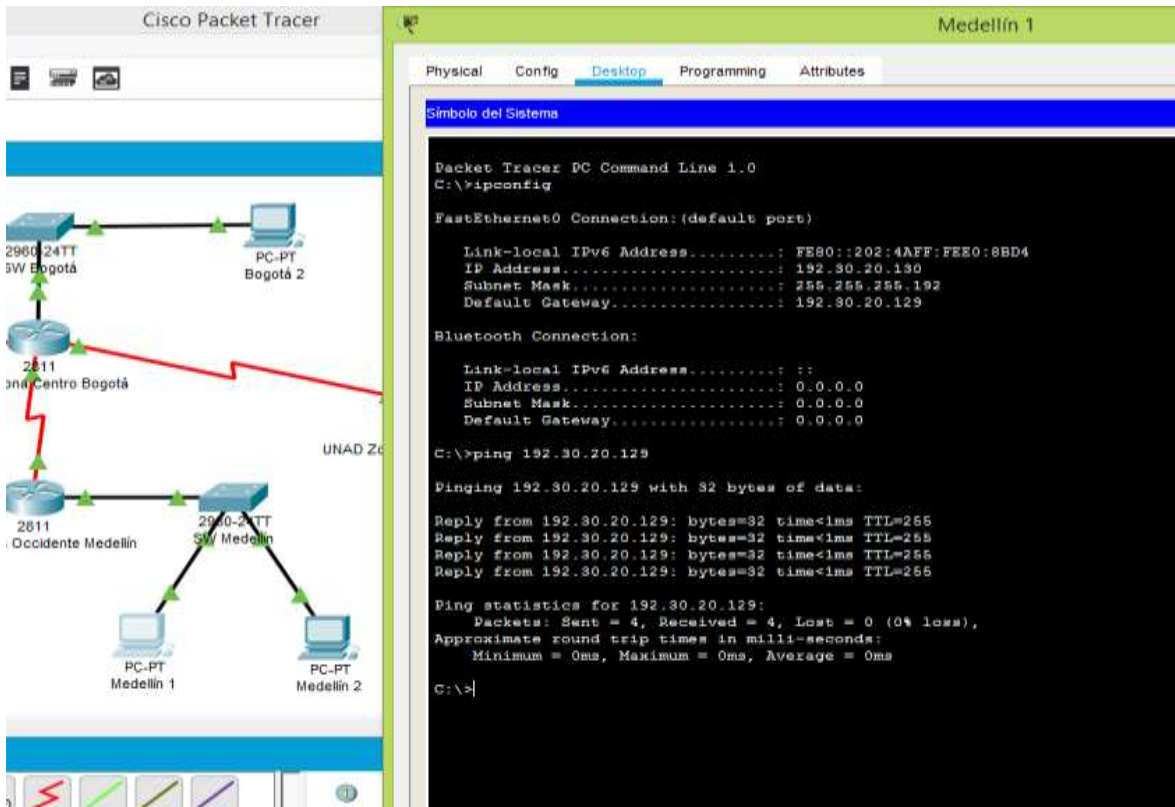 Cisco Packet Tracer
Medellín 1
Physical Config Desktop Programming Attributes
Símbolo del Sistema
Packet Tracer PC Command Line 1.0
C:\>ipconfig
FastEthernet0 Connection:(default port)
Link-local IPv6 Address.........: FE80::202:4AFF:FEE0:8BD4
IP Address......................: 192.30.20.130
Subnet Mask.....................: 255.255.255.192
Default Gateway.................: 192.30.20.129
Bluetooth Connection:
Link-local IPv6 Address.........: ::
IP Address......................: 0.0.0.0
Subnet Mask.....................: 0.0.0.0
Default Gateway.................: 0.0.0.0
C:\>ping 192.30.20.129
Pinging 192.30.20.129 with 32 bytes of data:
Reply from 192.30.20.129: bytes=32 time<1ms TTL=255
Reply from 192.30.20.129: bytes=32 time<1ms TTL=255
Reply from 192.30.20.129: bytes=32 time<1ms TTL=255
Reply from 192.30.20.129: bytes=32 time<1ms TTL=255
Ping statistics for 192.30.20.129:
Packets: Sent = 4, Received = 4, Lost = 0 (0% loss),
Approximate round trip times in milli-seconds:
Minimum = 0ms, Maximum = 0ms, Average = 0ms
C:\>
2960-24TT
SW Bogotá
PC-PT
Bogotá 2
2811
Centro Bogotá
UNAD
2811
Occidente Medellín
2960-24TT
SW Medellín
PC-PT
Medellín 1
PC-PT
Medellín 2